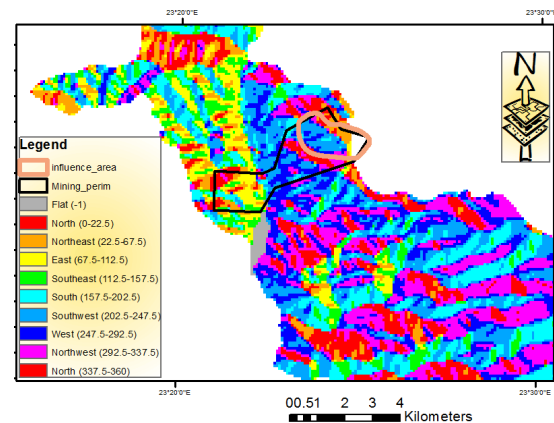 23°20'0"E
23°30'0"E
N
Legend
influence_area
Mining_perim
Flat (-1)
North (0-22.5)
Northeast (22.5-67.5)
East (67.5-112.5)
Southeast (112.5-157.5)
South (157.5-202.5)
Southwest (202.5-247.5)
West (247.5-292.5)
Northwest (292.5-337.5)
North (337.5-360)
23°20'0"E
23°30'0"E
00.51 2 3 4
Kilometers